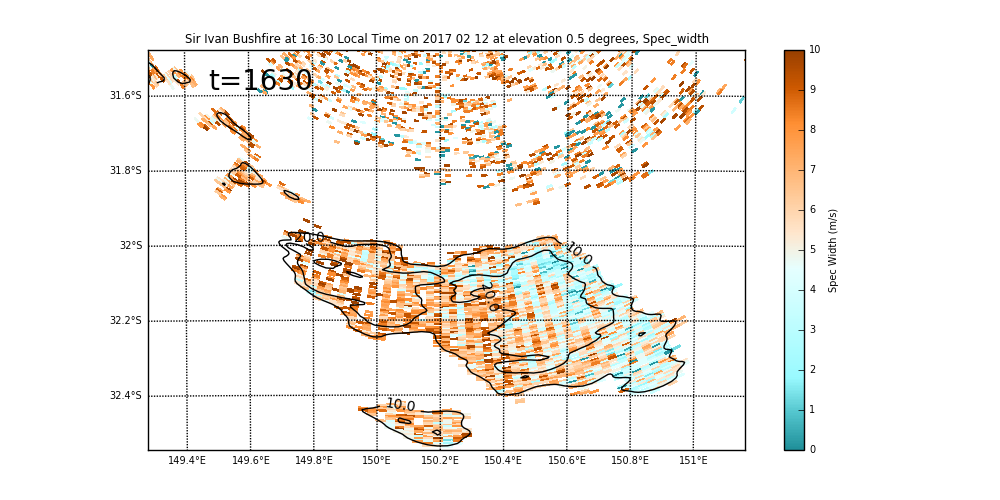 Sir Ivan Bushfire at 16:30 Local Time on 2017 02 12 at elevation 0.5 degrees, Spec_width
t=1630
31.6°S
31.8°S
32°S
32.2°S
32.4°S
10.0
10.0
149.4°E 149.6°E 149.8°E 150°E 150.2°E 150.4°E 150.6°E 150.8°E 151°E
10
9
8
7
6
5
4
3
2
1
0
Spec Width (m/s)